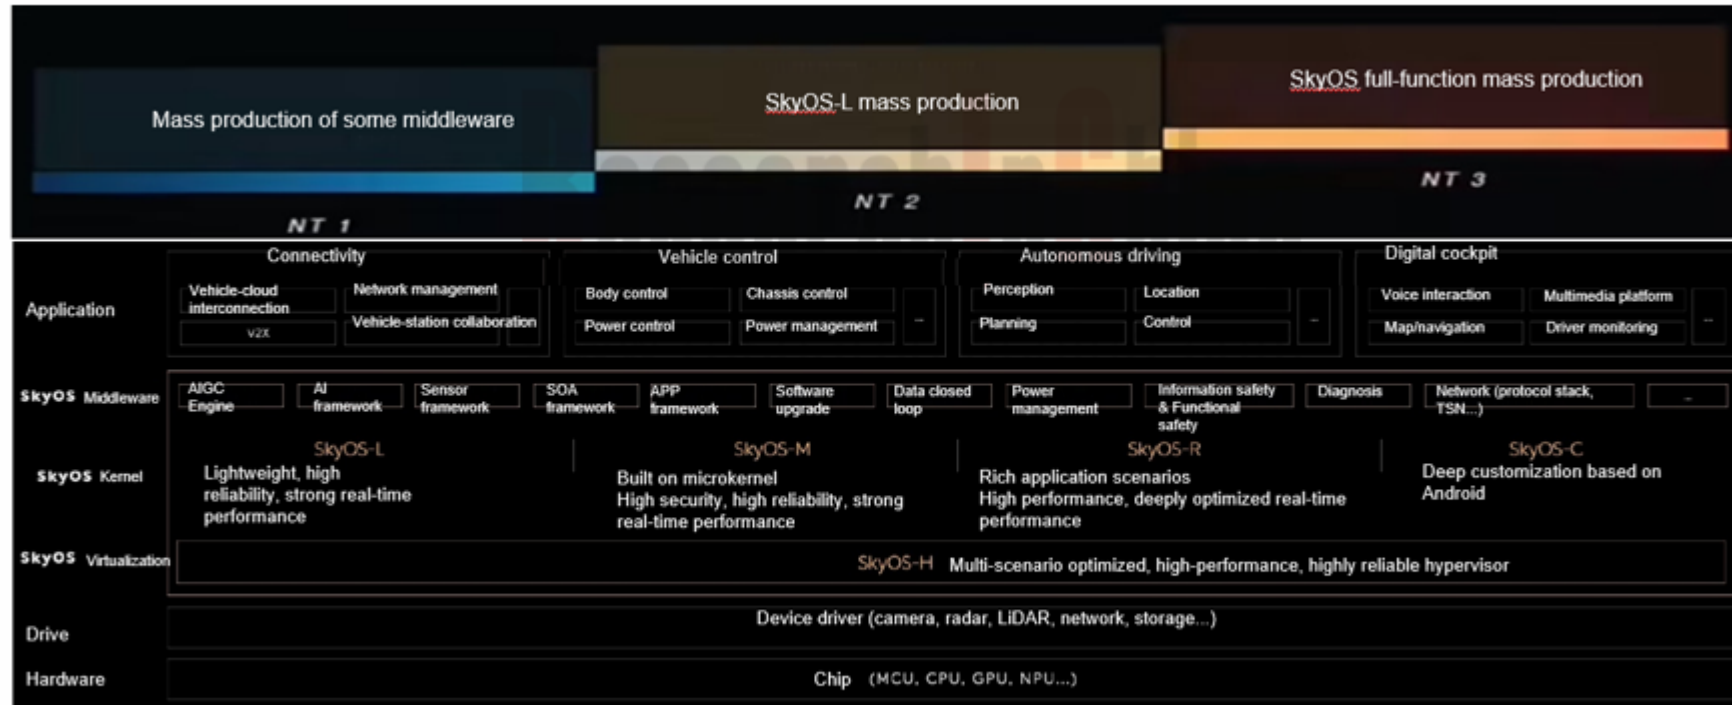 Mass production of some middleware
SkyOS-L mass production
SkyOS full-function mass production
NT 1
NT 2
NT 3
Application
Connectivity
Vehicle-cloud
interconnection
Network management
v2X
Vehicle-station collaboration
Vehicle control
Body control
Chassis control
Power control
Power management
...
Autonomous driving
Perception
Location
Planning
Control
...
Digital cockpit
Voice interaction
Multimedia platform
Map/navigation
Driver monitoring
...
SkyOS Middleware
AIGC
Engine
AI
framework
Sensor
framework
SOA
framework
APP
framework
Software
upgrade
Data closed
loop
Power
management
Information safety
& Functional
safety
Diagnosis
Network (protocol stack,
TSN...)
...
SkyOS Kernel
SkyOS-L
Lightweight, high
reliability, strong real-time
performance
SkyOS-M
Built on microkernel
High security, high reliability, strong
real-time performance
SkyOS-R
Rich application scenarios
High performance, deeply optimized real-time
performance
SkyOS-C
Deep customization based on
Android
SkyOS Virtualization
SkyOS-H Multi-scenario optimized, high-performance, highly reliable hypervisor
Drive
Device driver (camera, radar, LiDAR, network, storage...)
Hardware
Chip (MCU, CPU, GPU, NPU...)